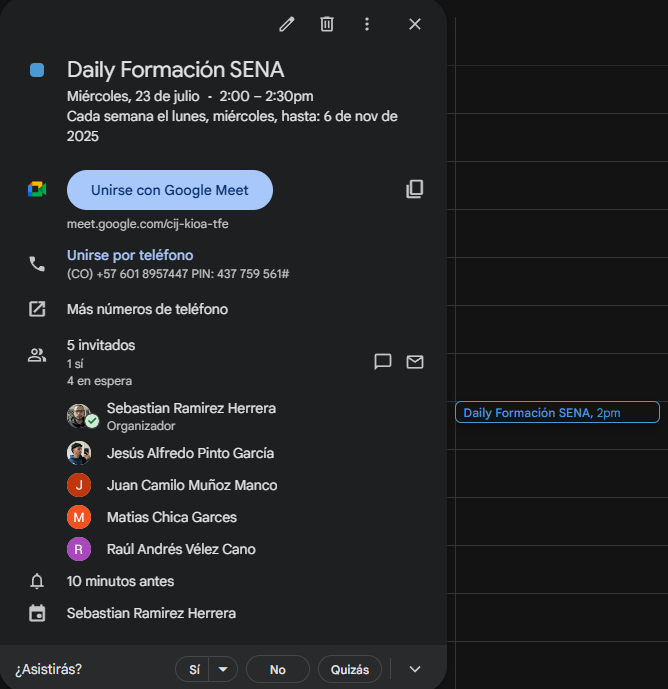 Daily Formación SENA
Miércoles, 23 de julio • 2:00 – 2:30pm
Cada semana el lunes, miércoles, hasta: 6 de nov de
2025
Unirse con Google Meet
meet.google.com/cij-kioa-tfe
Unirse por teléfono
(CO) +57 601 8957447 PIN: 437 759 561#
Más números de teléfono
5 invitados
1 sí
4 en espera
Sebastian Ramirez Herrera
Organizador
Jesús Alfredo Pinto García
J Juan Camilo Muñoz Manco
M Matias Chica Garces
R Raúl Andrés Vélez Cano
10 minutos antes
Sebastian Ramirez Herrera
¿Asistirás? Sí No Quizás
Daily Formación SENA, 2pm